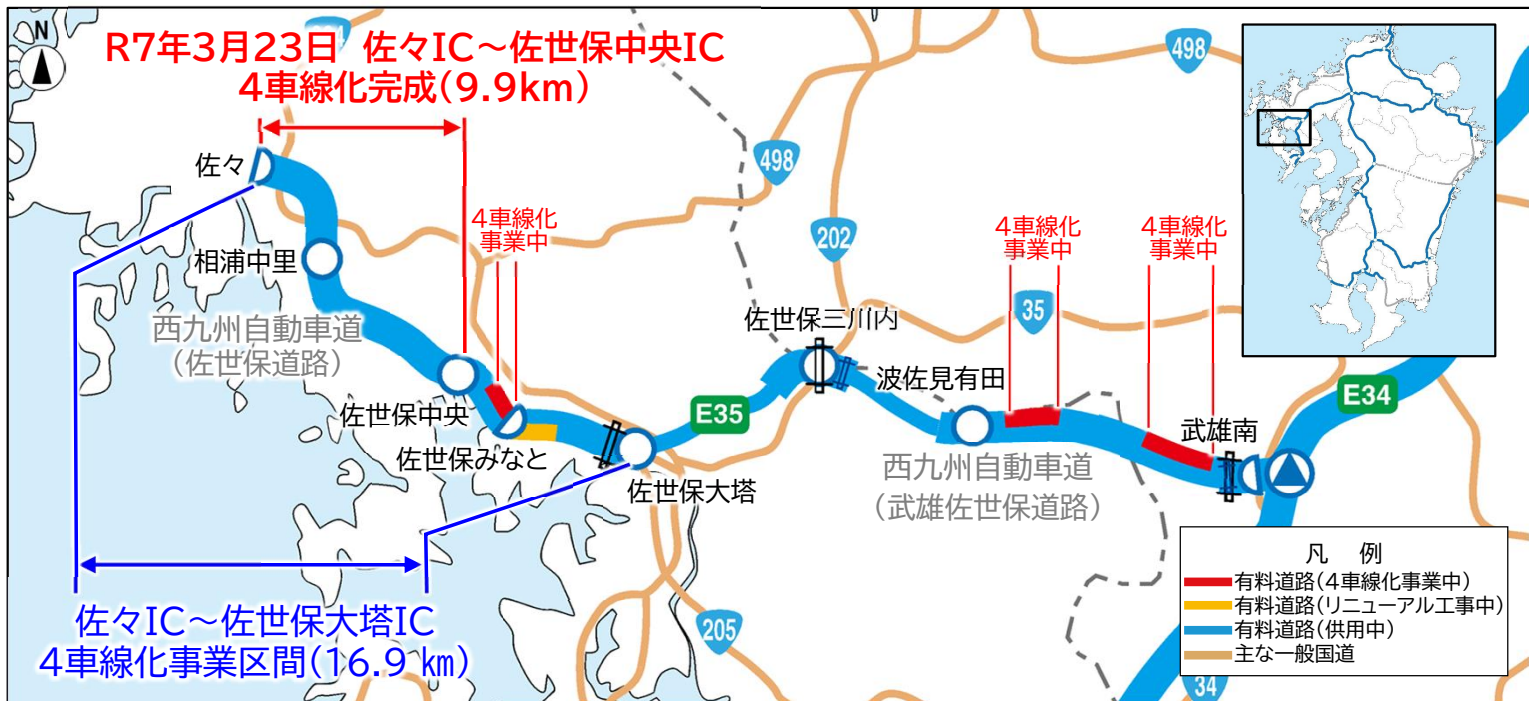 N
R7年3月23日 佐々IC～佐世保中央IC
4車線化完成(9.9km)
498
498
佐々
4車線化
事業中
4車線化
事業中
4車線化
事業中
202
相浦中里
西九州自動車道
(佐世保道路)
35
佐世保三川内
波佐見有田
佐世保中央
E35
E34
武雄南
佐世保みなと
佐世保大塔
西九州自動車道
(武雄佐世保道路)
佐々IC～佐世保大塔IC
4車線化事業区間(16.9 ㎞)
205
34
凡 例
有料道路(4車線化事業中)
有料道路(リニューアル工事中)
有料道路(供用中)
主な一般国道